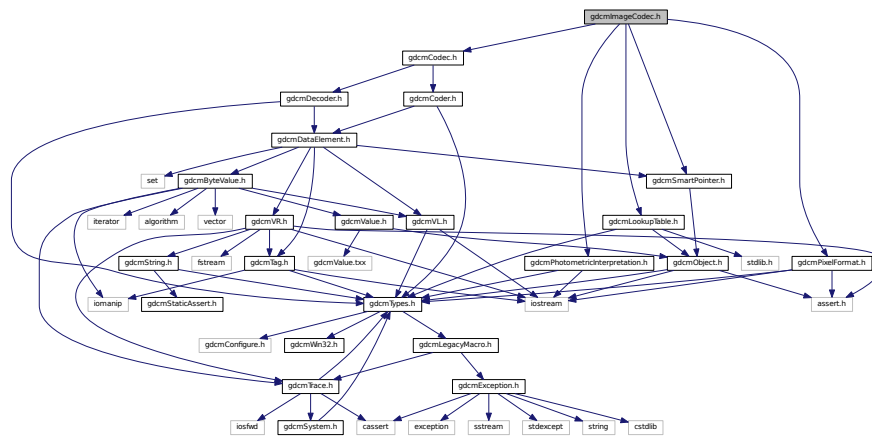 gdcmImageCodec.h
gdcmCodec.h
gdcmDecoder.h
gdcmCoder.h
gdcmDataElement.h
set
gdcmByteValue.h
gdcmSmartPointer.h
iterator
algorithm
vector
gdcmVR.h
gdcmValue.h
gdcmVL.h
gdcmLookupTable.h
gdcmString.h
fstream
gdcmTag.h
gdcmValue.txx
gdcmPhotometricInterpretation.h
gdcmObject.h
stdlib.h
gdcmPixelFormat.h
iomanip
gdcmStaticAssert.h
gdcmTypes.h
iostream
assert.h
gdcmConfigure.h
gdcmWin32.h
gdcmLegacyMacro.h
gdcmTrace.h
gdcmException.h
iosfwd
gdcmSystem.h
cassert
exception
sstream
stdexcept
string
cstdlib